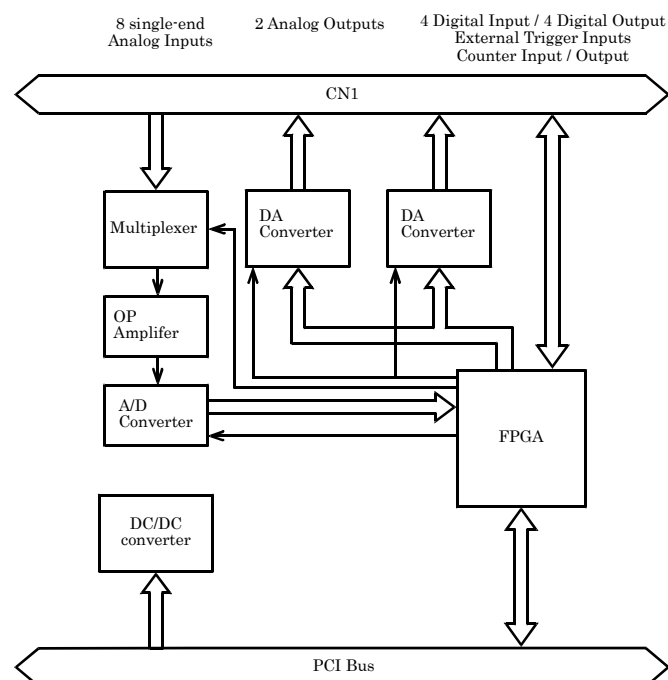 8 single-end
Analog Inputs
2 Analog Outputs
4 Digital Input / 4 Digital Output
External Trigger Inputs
Counter Input / Output
CN1
Multiplexer
DA
Converter
DA
Converter
OP
Amplifer
A/D
Converter
FPGA
DC/DC
converter
PCI Bus